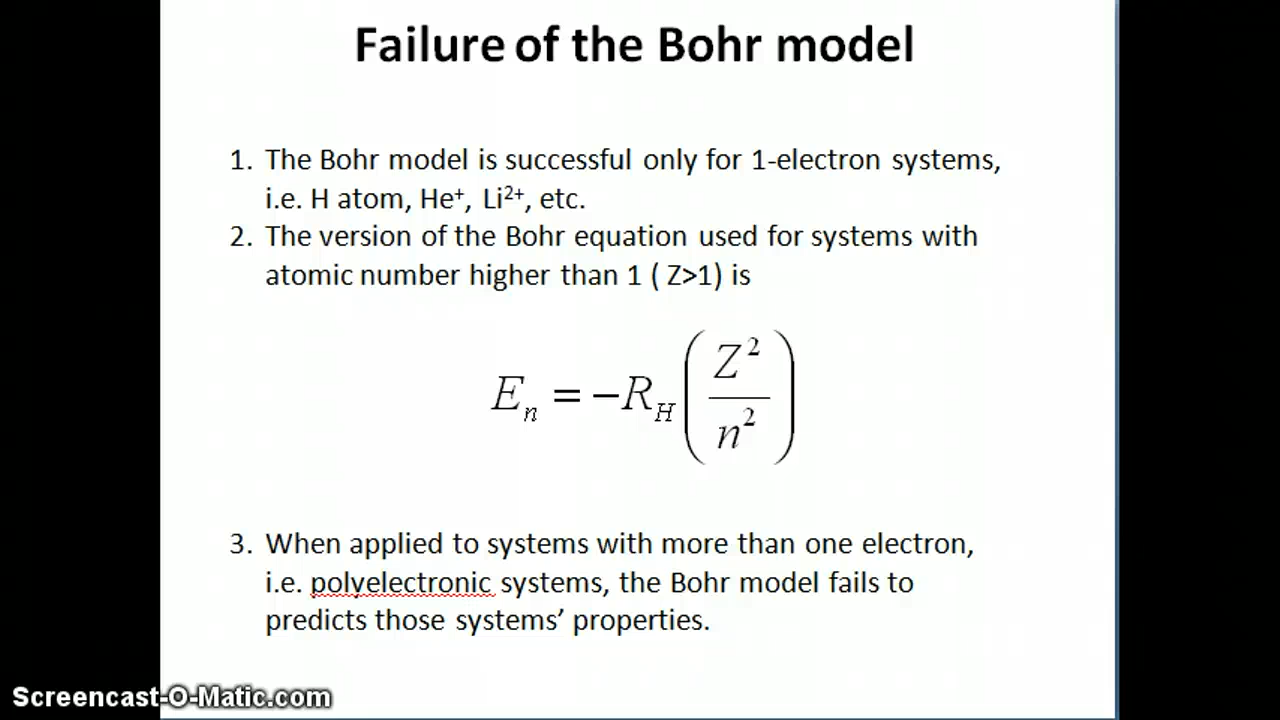 Failure of the Bohr model
1. The Bohr model is successful only for 1-electron systems,
i.e. H atom, He⁺, Li²⁺, etc.
2. The version of the Bohr equation used for systems with
atomic number higher than 1 ( Z>1) is
Eₙ = −R_H (Z²/n²)
3. When applied to systems with more than one electron,
i.e. polyelectronic systems, the Bohr model fails to
predicts those systems’ properties.
Screencast-O-Matic.com